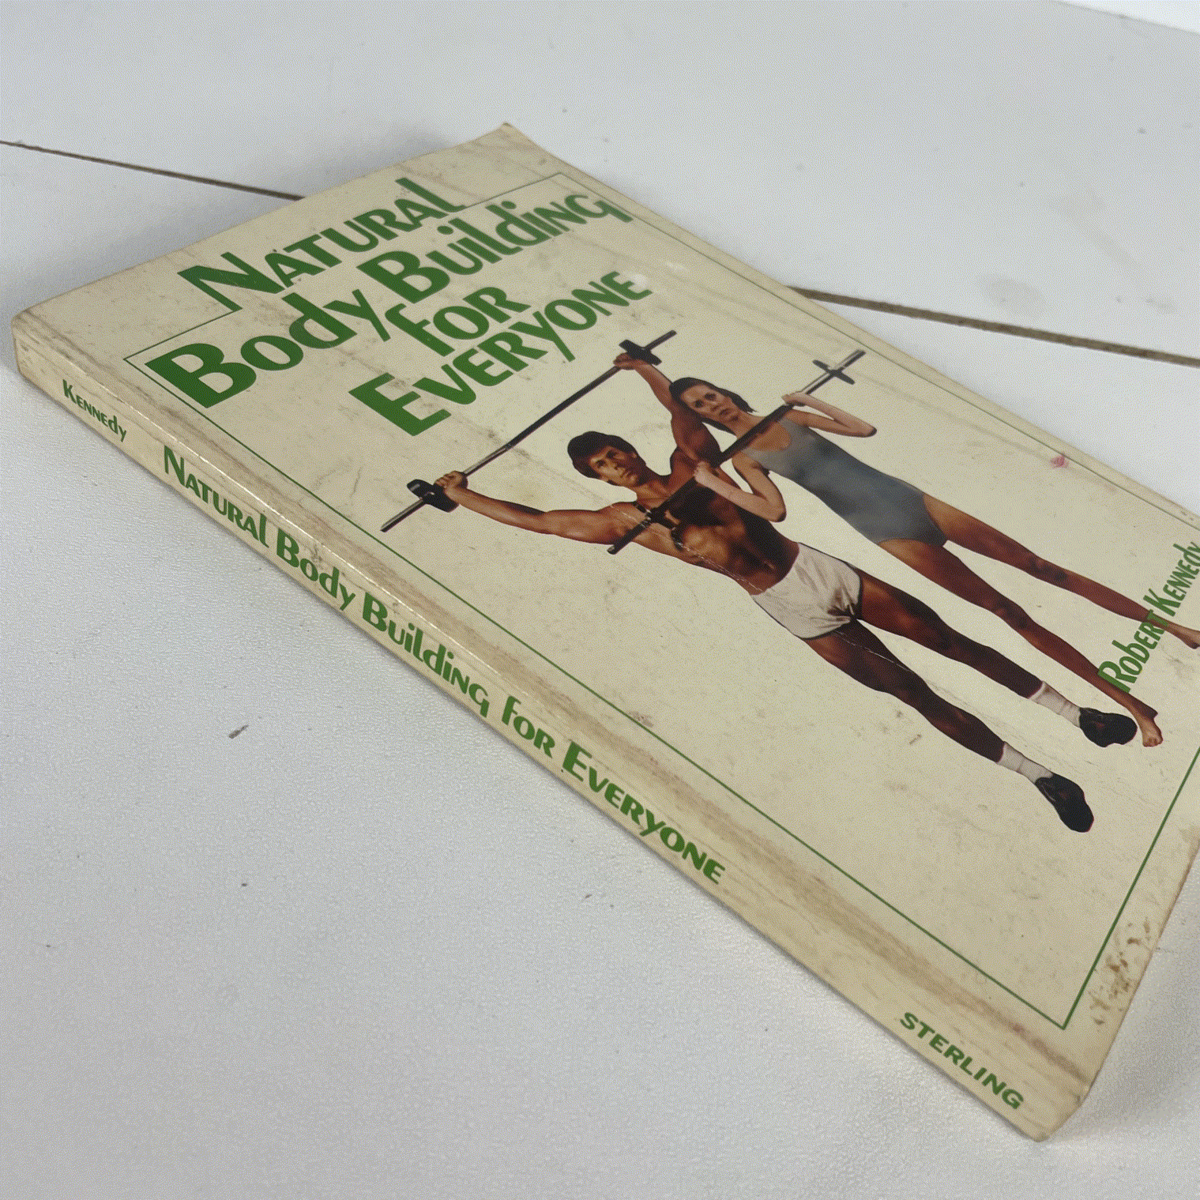 Natural
Body Building
for
Everyone
Robert Kennedy
Kennedy
Natural Body Building for Everyone
STERLING